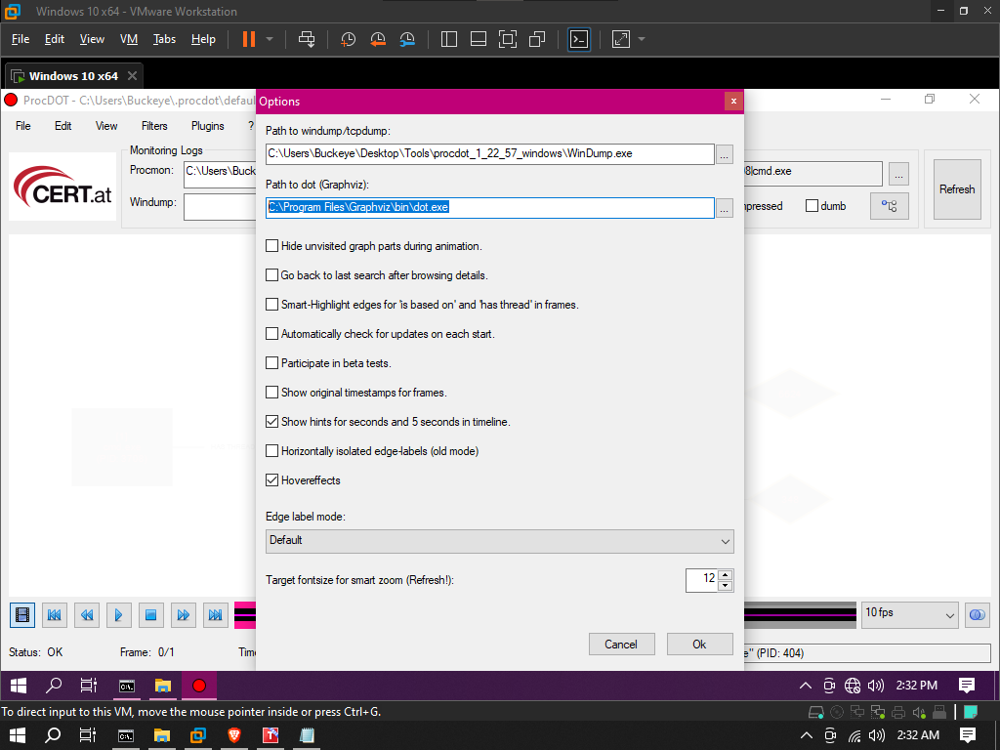 Windows 10 x64 - VMware Workstation
File Edit View VM Tabs Help
Windows 10 x64
ProcDOT - C:\Users\Buckeye\.procdot\defaul
Options
File Edit View Filters Plugins ?
Path to windump/tcpdump:
C:\Users\Buckeye\Desktop\Tools\procdot_1_22_57_windows\WinDump.exe
...
Monitoring Logs
Procmon: C:\Users\Buck
Windump:
CERT.at
Path to dot (Graphviz):
C:\Program Files\Graphviz\bin\dot.exe
...
8|cmd.exe
...
Refresh
mpressed
dumb
Hide unvisited graph parts during animation.
Go back to last search after browsing details.
Smart-Highlight edges for 'is based on' and 'has thread' in frames.
Automatically check for updates on each start.
Participate in beta tests.
Show original timestamps for frames.
Show hints for seconds and 5 seconds in timeline.
Horizontally isolated edge-labels (old mode)
Hovereffects
Edge label mode:
Default
Target fontsize for smart zoom (Refresh!): 12
10 fps
Cancel Ok
Status: OK Frame: 0/1 Time
e" (PID: 404)
2:32 PM
To direct input to this VM, move the mouse pointer inside or press Ctrl+G.
2:32 AM